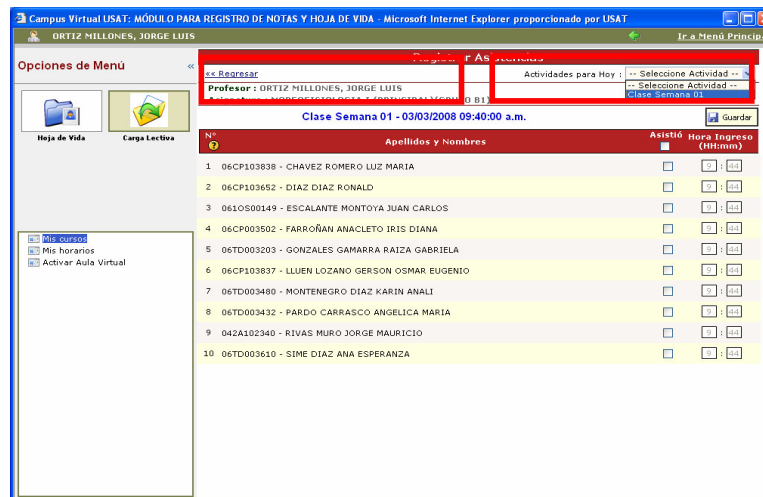 Campus Virtual USAT: MÓDULO PARA REGISTRO DE NOTAS Y HOJA DE VIDA - Microsoft Internet Explorer proporcionado por USAT
ORTIZ MILLONES, JORGE LUIS
Ir a Menú Princip
Opciones de Menú «
Hoja de Vida
Carga Lectiva
Mis cursos
Mis horarios
Activar Aula Virtual
Registrar Asistencias
<< Regresar
Actividades para Hoy : -- Seleccione Actividad --
-- Seleccione Actividad --
Clase Semana 01
Profesor : ORTIZ MILLONES, JORGE LUIS
Asignatura : MORFOFISIOLOGIA I (PRINCIPAL)(GRUPO B1)
Clase Semana 01 - 03/03/2008 09:40:00 a.m.
Guardar
N° Apellidos y Nombres Asistió Hora Ingreso
(HH:mm)
1 06CP103838 - CHAVEZ ROMERO LUZ MARIA 9 : 44
2 06CP103652 - DIAZ DIAZ RONALD 9 : 44
3 061OS00149 - ESCALANTE MONTOYA JUAN CARLOS 9 : 44
4 06CP003502 - FARROÑAN ANACLETO IRIS DIANA 9 : 44
5 06TD003203 - GONZALES GAMARRA RAIZA GABRIELA 9 : 44
6 06CP103837 - LLUEN LOZANO GERSON OSMAR EUGENIO 9 : 44
7 06TD003480 - MONTENEGRO DIAZ KARIN ANALI 9 : 44
8 06TD003432 - PARDO CARRASCO ANGELICA MARIA 9 : 44
9 042A102340 - RIVAS MURO JORGE MAURICIO 9 : 44
10 06TD003610 - SIME DIAZ ANA ESPERANZA 9 : 44